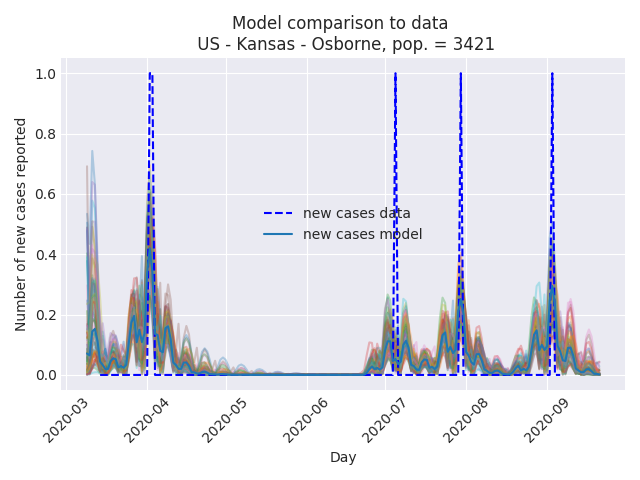 Model comparison to data
US - Kansas - Osborne, pop. = 3421
Number of new cases reported
1.0
0.8
0.6
0.4
0.2
0.0
new cases data
new cases model
2020-03
2020-04
2020-05
2020-06
2020-07
2020-08
2020-09
Day